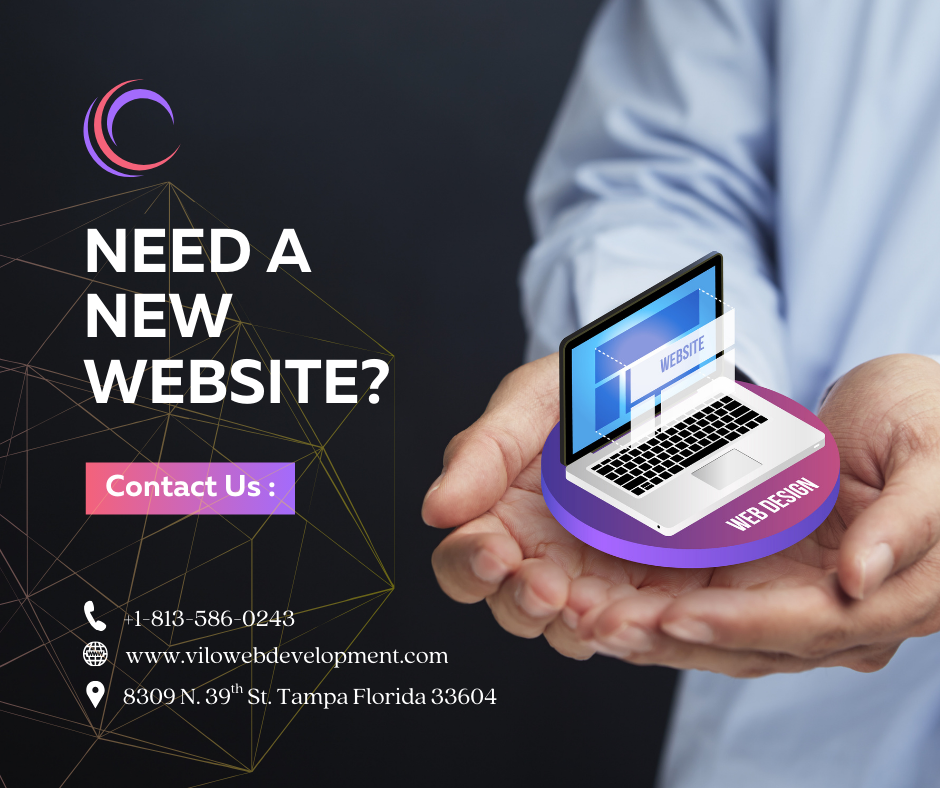 NEED A
NEW
WEBSITE?
Contact Us :
+1-813-586-0243
www
www.vilowebdevelopment.com
8309 N. 39th St. Tampa Florida 33604
WEBSITE
WEB DESIGN